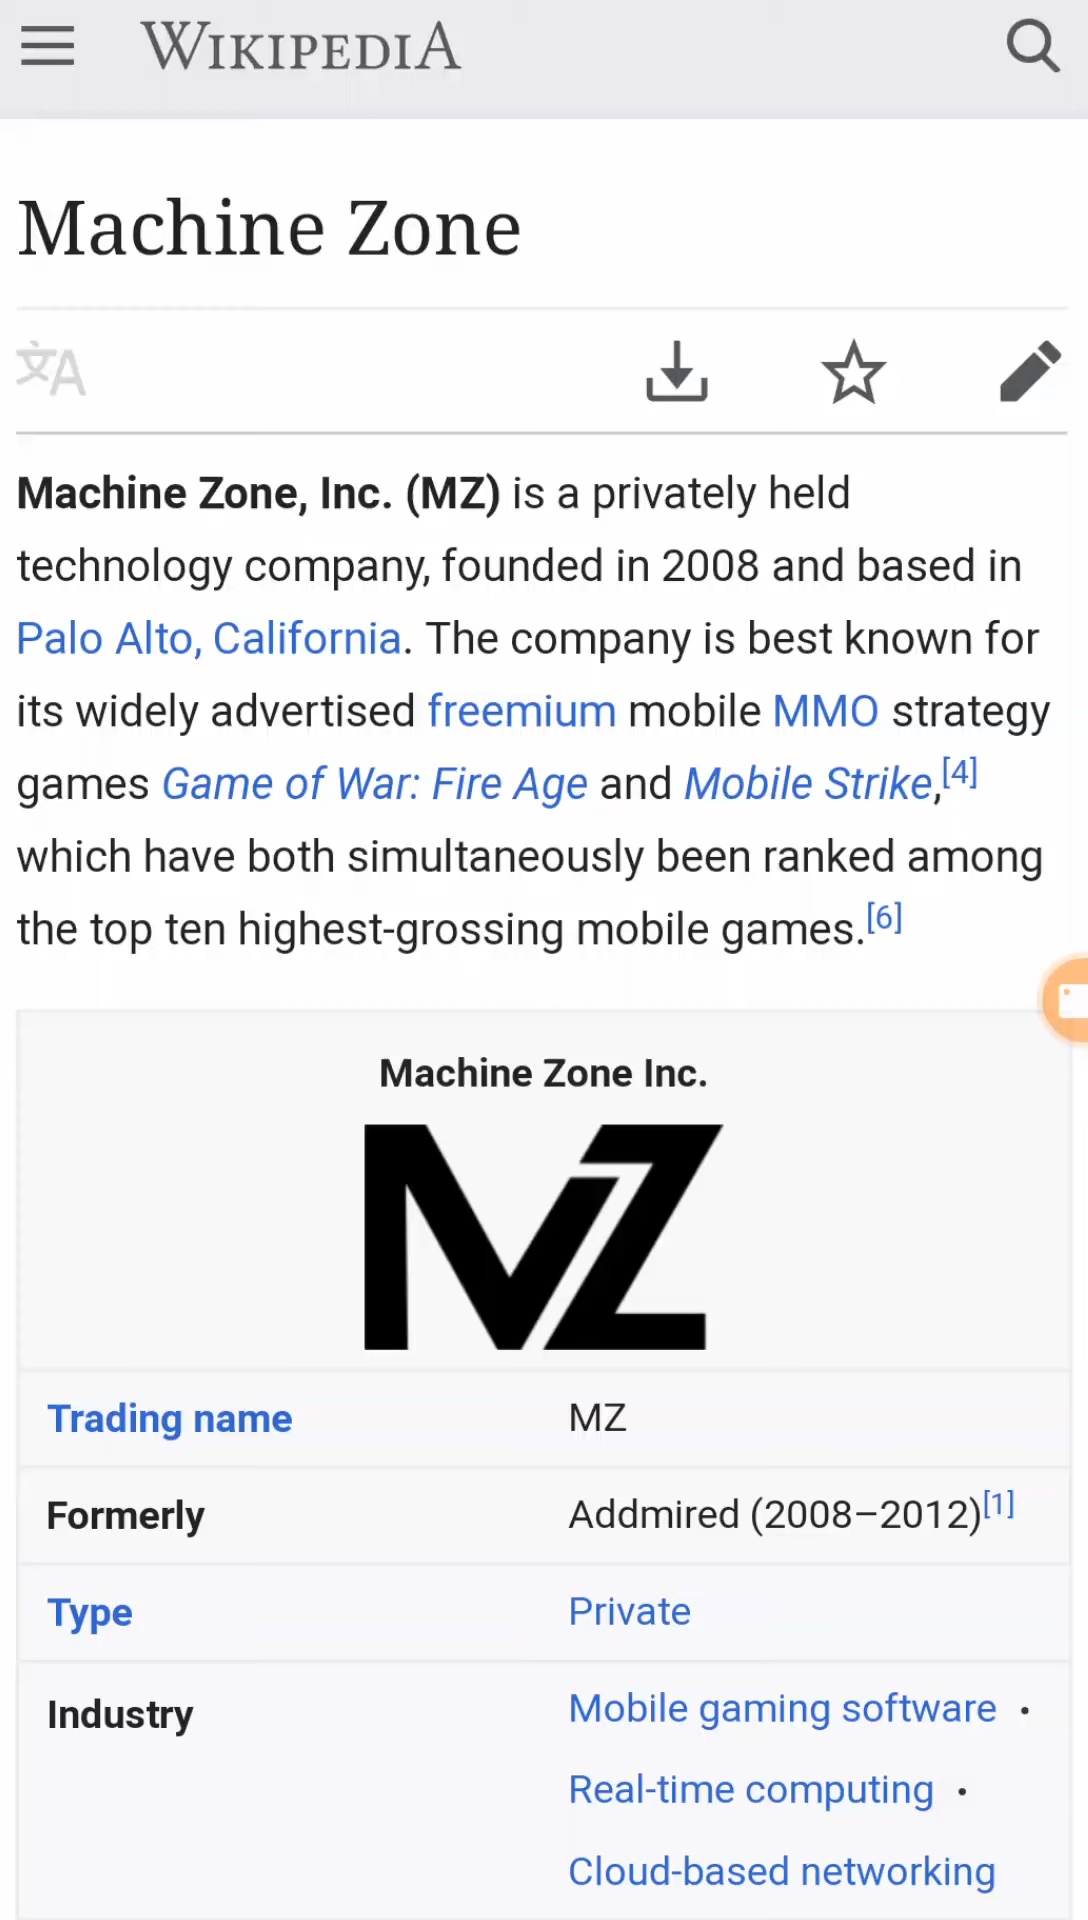 WIKIPEDIA
Machine Zone
文A
Machine Zone, Inc. (MZ) is a privately held
technology company, founded in 2008 and based in
Palo Alto, California. The company is best known for
its widely advertised freemium mobile MMO strategy
games Game of War: Fire Age and Mobile Strike,[4]
which have both simultaneously been ranked among
the top ten highest-grossing mobile games.[6]
Machine Zone Inc.
MZ
Trading name MZ
Formerly Addmired (2008–2012)[1]
Type Private
Industry Mobile gaming software •
Real-time computing •
Cloud-based networking